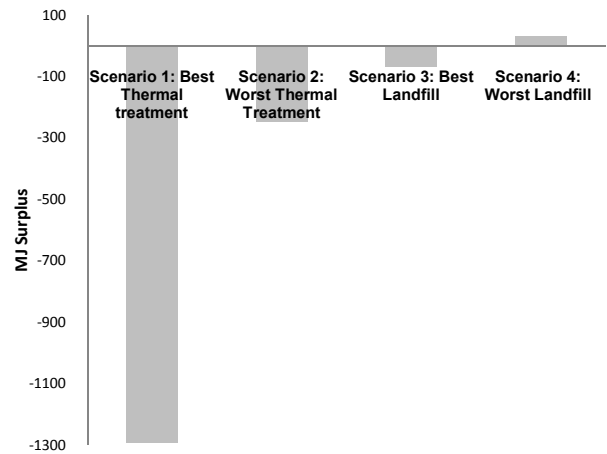 100
-100
-300
-500
-700
-900
-1100
-1300
MJ Surplus
Scenario 1: Best
Thermal
treatment
Scenario 2:
Worst Thermal
Treatment
Scenario 3: Best
Landfill
Scenario 4:
Worst Landfill